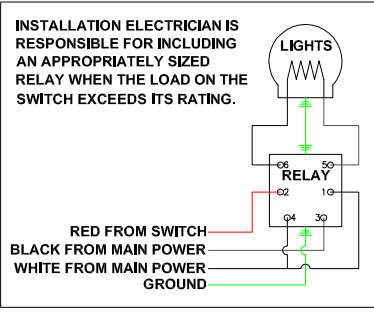 INSTALLATION ELECTRICIAN IS
RESPONSIBLE FOR INCLUDING
AN APPROPRIATELY SIZED
RELAY WHEN THE LOAD ON THE
SWITCH EXCEEDS ITS RATING.
LIGHTS
6 5
RELAY
2 1
4 3
RED FROM SWITCH
BLACK FROM MAIN POWER
WHITE FROM MAIN POWER
GROUND